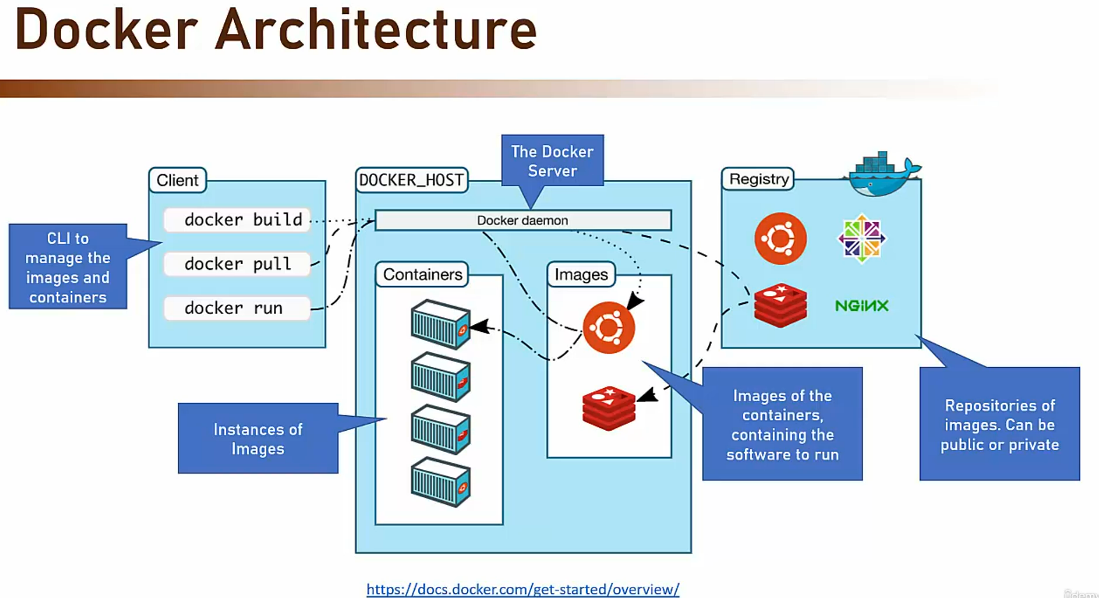 Docker Architecture
The Docker
Server
Client
DOCKER_HOST
Registry
docker build
Docker daemon
CLI to
manage the
images and
containers
docker pull
docker run
Containers
Images
NGiNX
Instances of
Images
Images of the
containers,
containing the
software to run
Repositories of
images. Can be
public or private
https://docs.docker.com/get-started/overview/